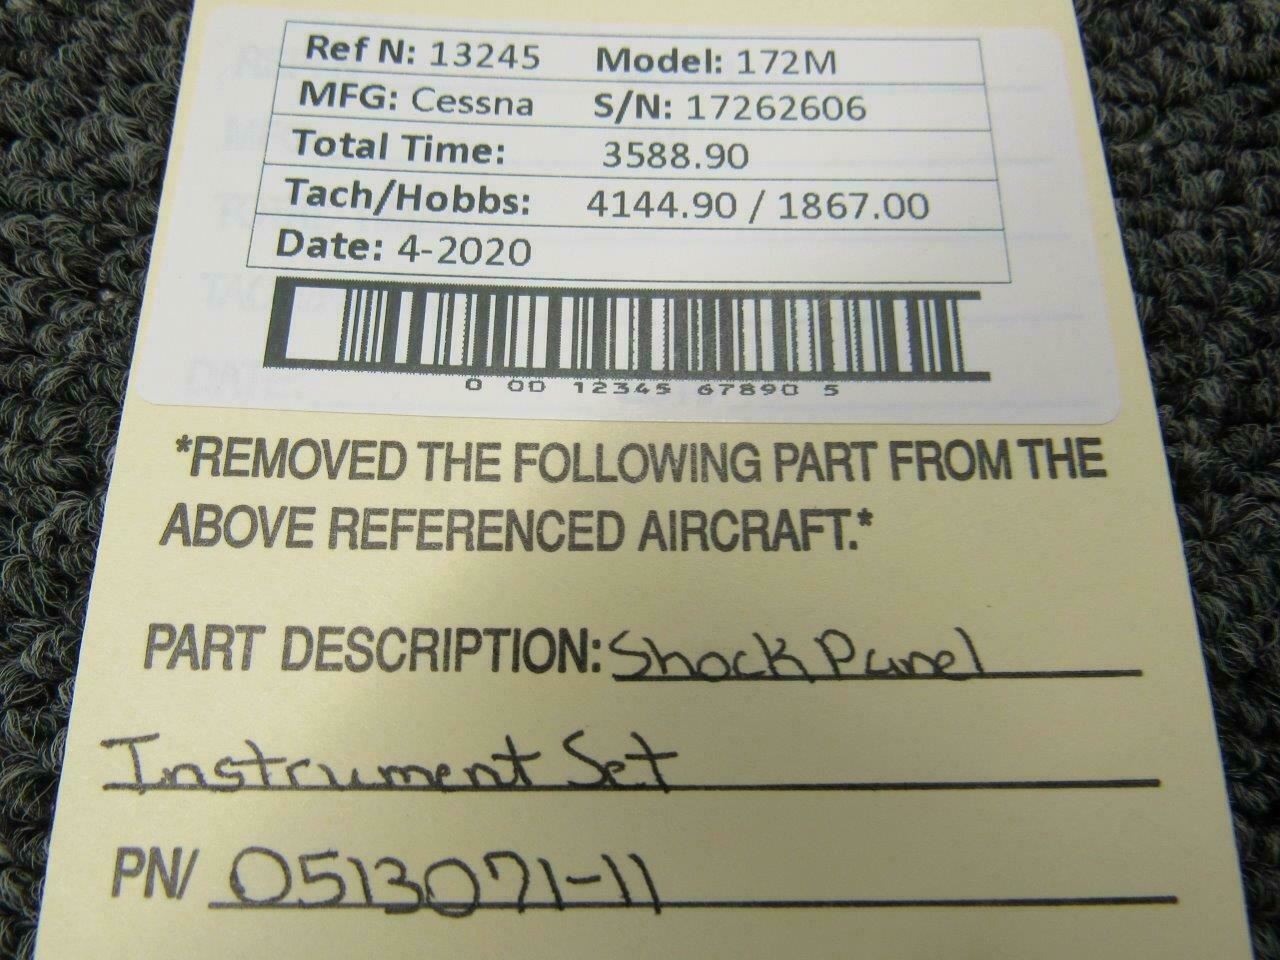 Ref N: 13245 Model: 172M
MFG: Cessna S/N: 17262606
Total Time: 3588.90
Tach/Hobbs: 4144.90 / 1867.00
Date: 4-2020
0 00 12345 67890 5
*REMOVED THE FOLLOWING PART FROM THE
ABOVE REFERENCED AIRCRAFT.*
PART DESCRIPTION: Shock Panel
Instrument Set
PN/ 0513071-11